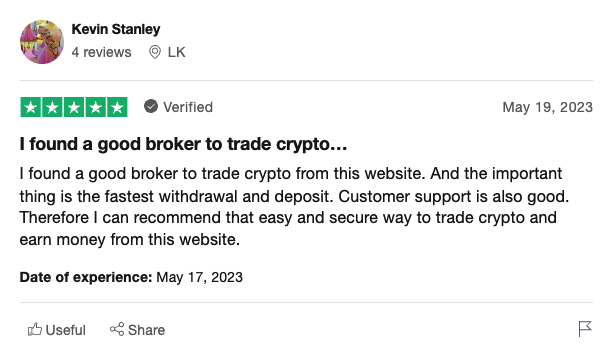 Kevin Stanley
4 reviews LK
Verified May 19, 2023
I found a good broker to trade crypto...
I found a good broker to trade crypto from this website. And the important
thing is the fastest withdrawal and deposit. Customer support is also good.
Therefore I can recommend that easy and secure way to trade crypto and
earn money from this website.
Date of experience: May 17, 2023
Useful Share